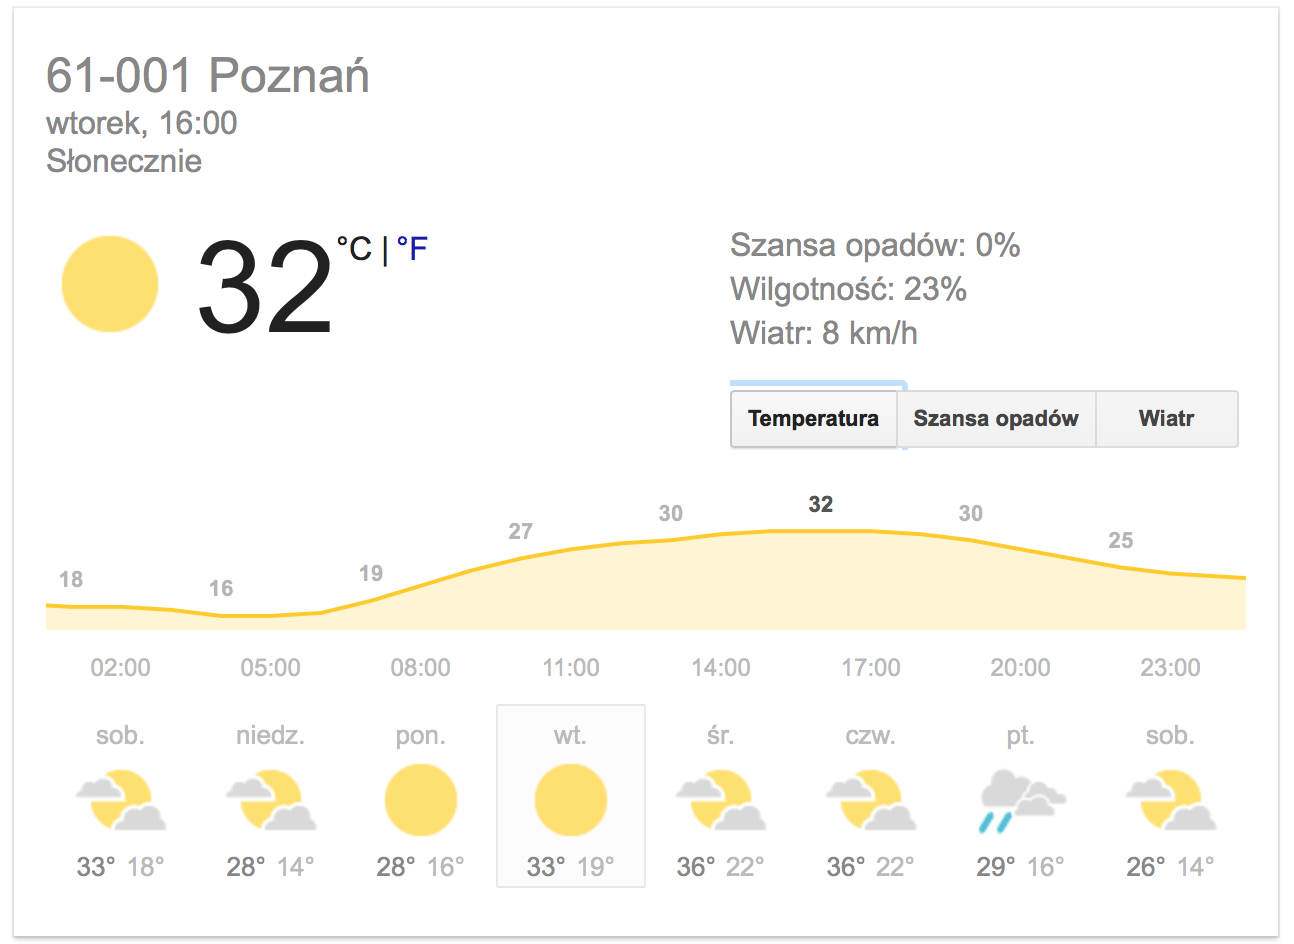 61-001 Poznań
wtorek, 16:00
Słonecznie
32 °C | °F
Szansa opadów: 0%
Wilgotność: 23%
Wiatr: 8 km/h
Temperatura Szansa opadów Wiatr
18 16 19 27 30 32 30 25
02:00 05:00 08:00 11:00 14:00 17:00 20:00 23:00
sob. niedz. pon. wt. śr. czw. pt. sob.
33° 18° 28° 14° 28° 16° 33° 19° 36° 22° 36° 22° 29° 16° 26° 14°